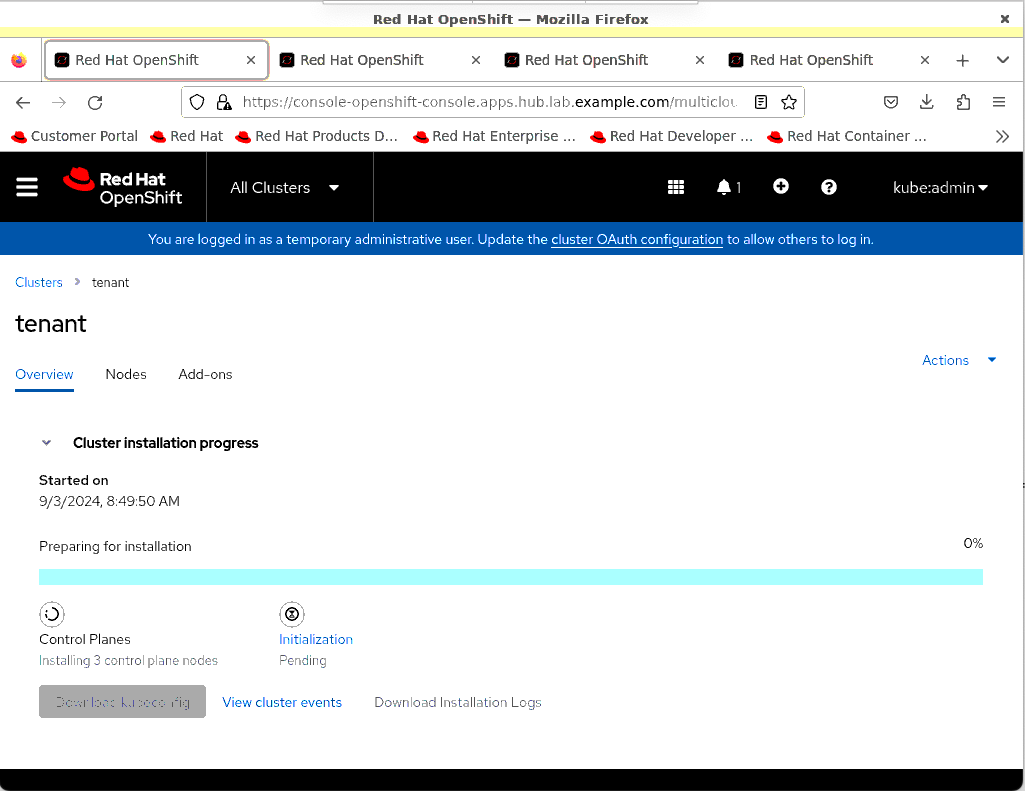 Red Hat OpenShift — Mozilla Firefox
Red Hat OpenShift
Red Hat OpenShift
Red Hat OpenShift
Red Hat OpenShift
https://console-openshift-console.apps.hub.lab.example.com/multiclou
Customer Portal
Red Hat
Red Hat Products D...
Red Hat Enterprise ...
Red Hat Developer ...
Red Hat Container ...
Red Hat
OpenShift
All Clusters
1
kube:admin
You are logged in as a temporary administrative user. Update the cluster OAuth configuration to allow others to log in.
Clusters
tenant
tenant
Actions
Overview
Nodes
Add-ons
Cluster installation progress
Started on
9/3/2024, 8:49:50 AM
Preparing for installation
0%
Control Planes
Installing 3 control plane nodes
Initialization
Pending
Download kubeconfig
View cluster events
Download Installation Logs